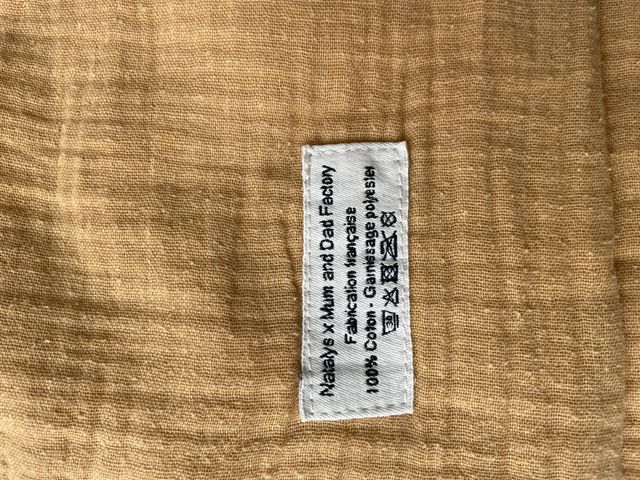 Natalys x Mum and Dad Factory
Fabrication française
100% Coton - Garnissage polyester